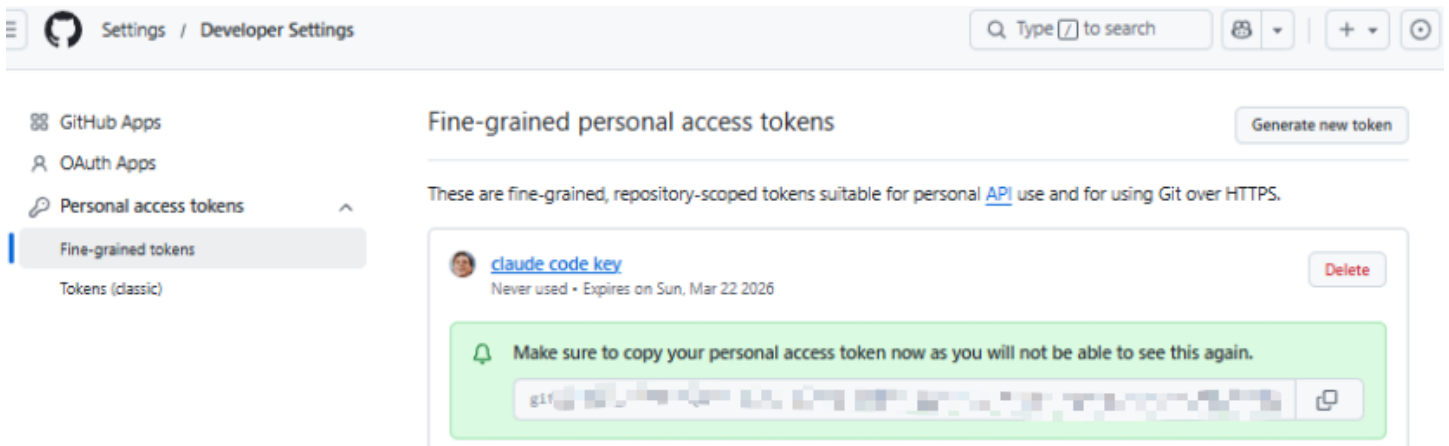 Settings / Developer Settings
Type / to search
GitHub Apps
OAuth Apps
Personal access tokens
Fine-grained tokens
Tokens (classic)
Fine-grained personal access tokens
Generate new token
These are fine-grained, repository-scoped tokens suitable for personal API use and for using Git over HTTPS.
claude code key
Delete
Never used • Expires on Sun, Mar 22 2026
Make sure to copy your personal access token now as you will not be able to see this again.